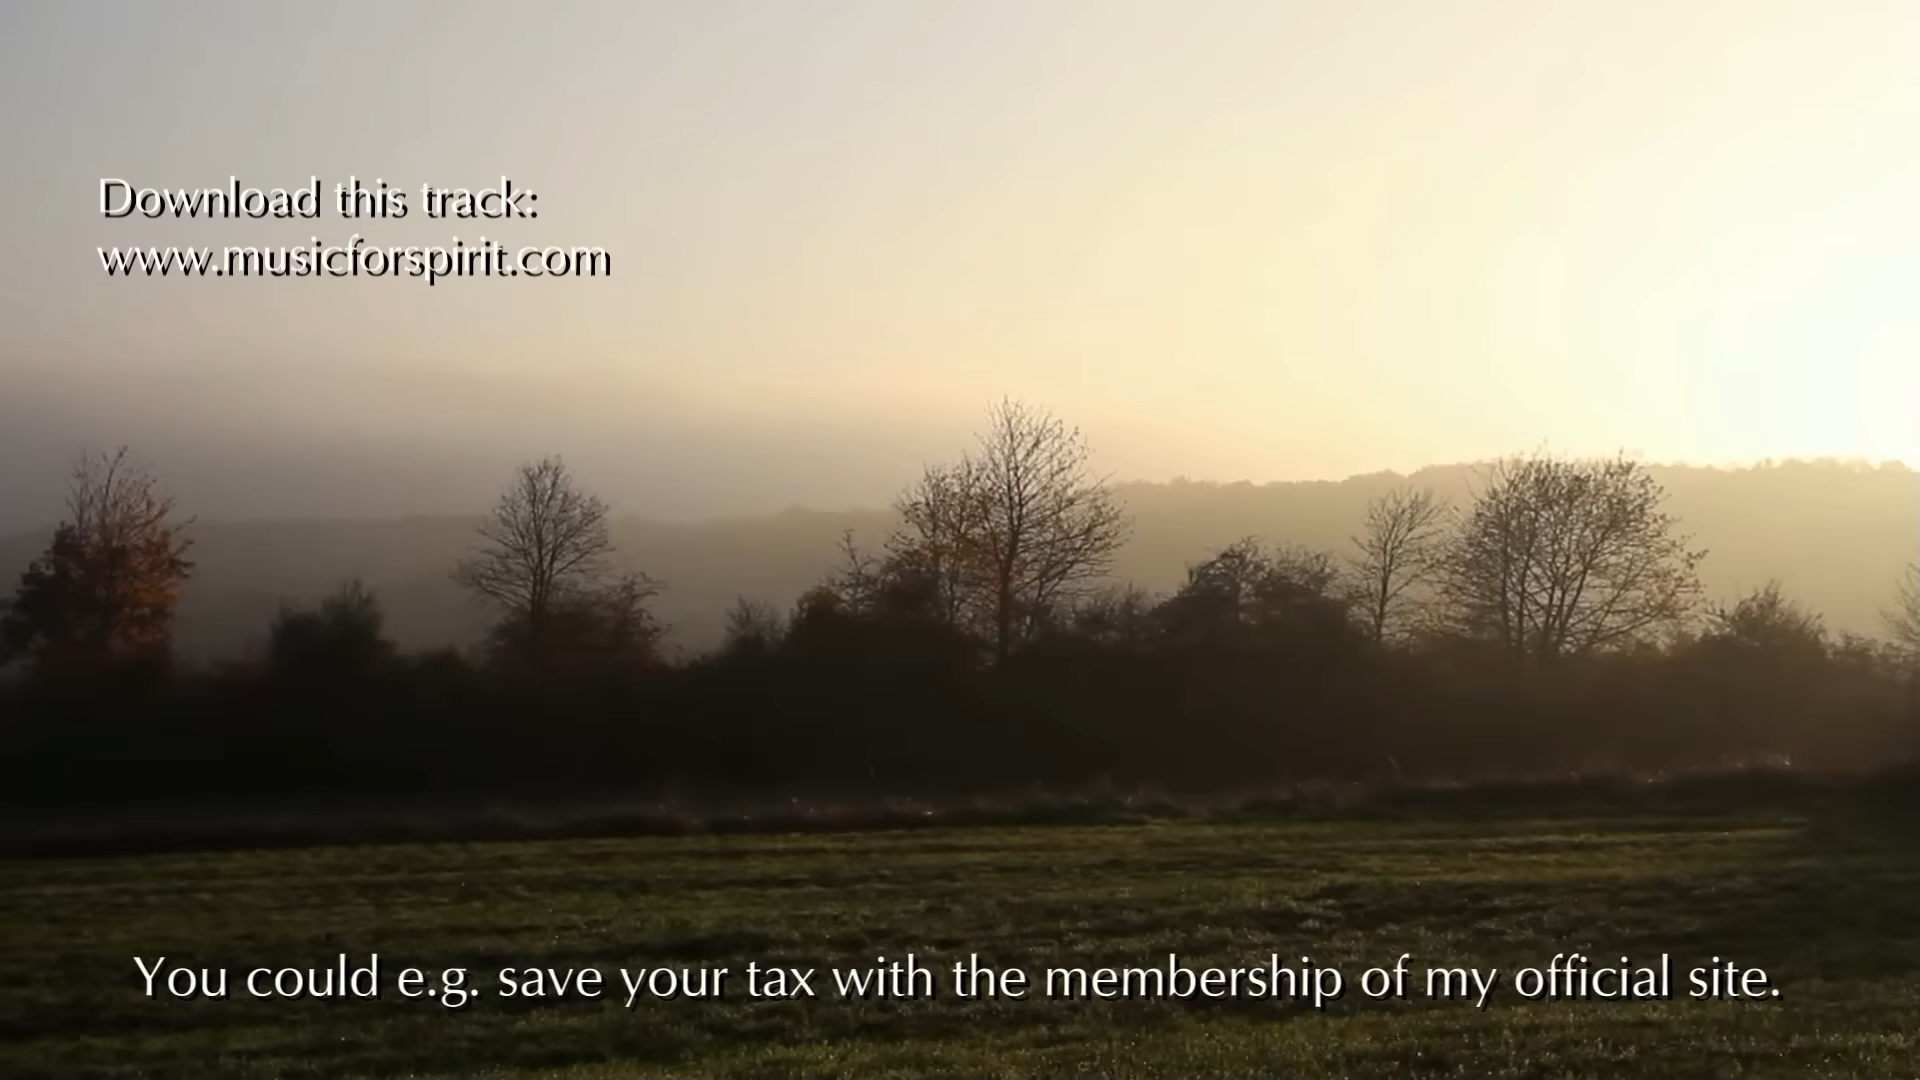 Download this track:
www.musicforspirit.com
You could e.g. save your tax with the membership of my official site.